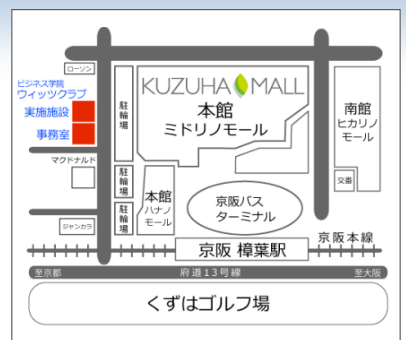 ローソン
ビジネス学院
ウィッツクラブ
実施施設
事務室
マクドナルド
ジャンカラ
駐輪場
駐輪場
駐輪場
KUZUHA MALL
本館
ミドリノモール
本館
ハナノ
モール
京阪バス
ターミナル
南館
ヒカリノ
モール
交番
京阪本線
京阪 樟葉駅
至京都
府道13号線
至大阪
くずはゴルフ場